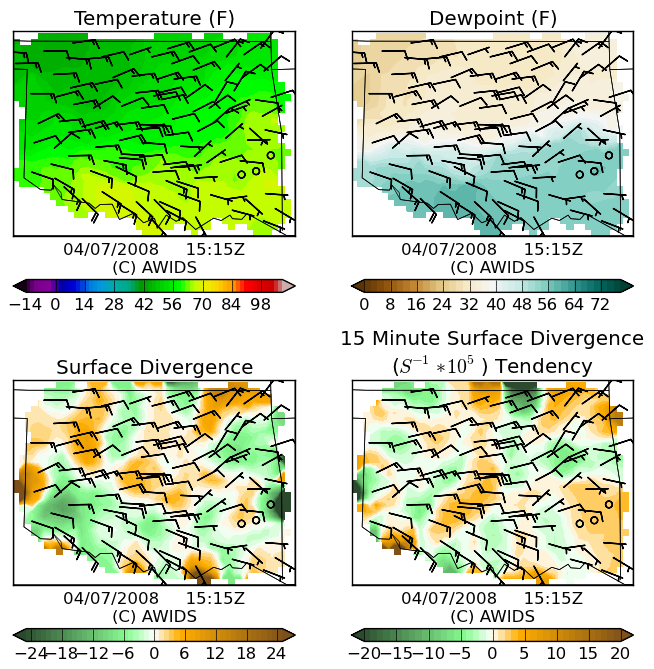 Temperature (F)
Dewpoint (F)
04/07/2008 15:15Z
(C) AWIDS
04/07/2008 15:15Z
(C) AWIDS
−14 0 14 28 42 56 70 84 98
0 8 16 24 32 40 48 56 64 72
Surface Divergence
15 Minute Surface Divergence
(S⁻¹ ∗10⁵ ) Tendency
04/07/2008 15:15Z
(C) AWIDS
04/07/2008 15:15Z
(C) AWIDS
−24 −18 −12 −6 0 6 12 18 24
−20 −15 −10 −5 0 5 10 15 20